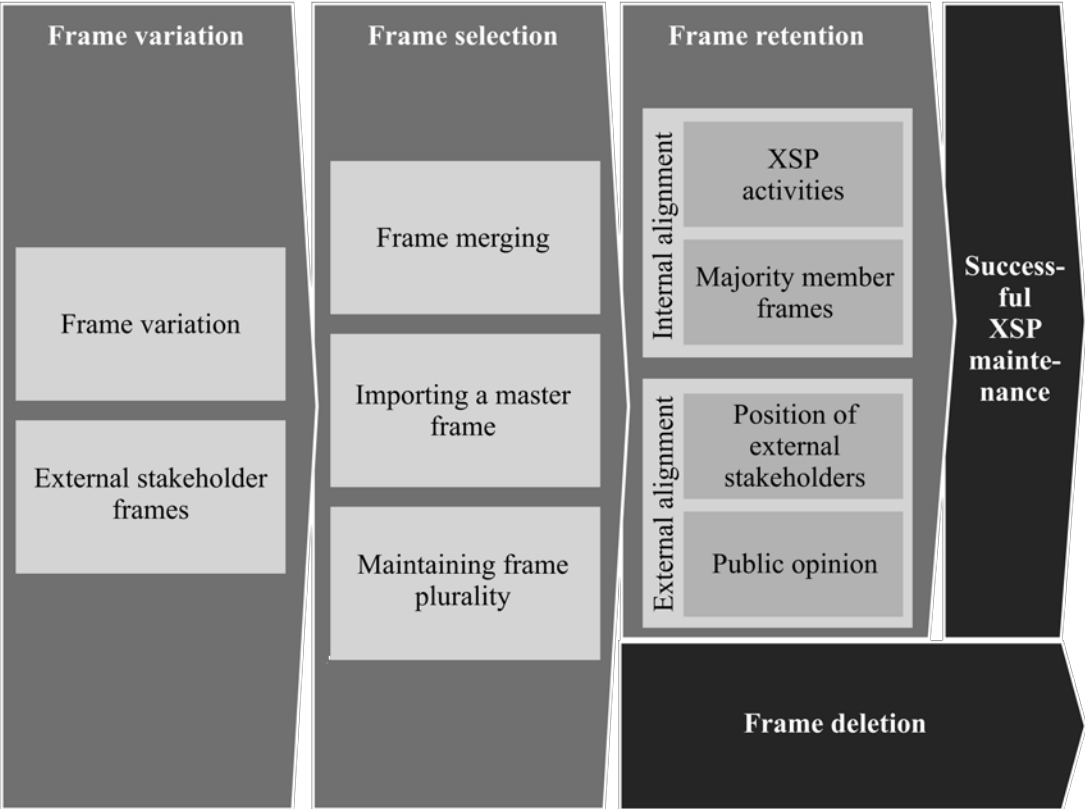 Frame variation
Frame variation
External stakeholder
frames
Frame selection
Frame merging
Importing a master
frame
Maintaining frame
plurality
Frame retention
Internal alignment
XSP
activities
Majority member
frames
External alignment
Position of
external
stakeholders
Public opinion
Success-
ful
XSP
mainte-
nance
Frame deletion